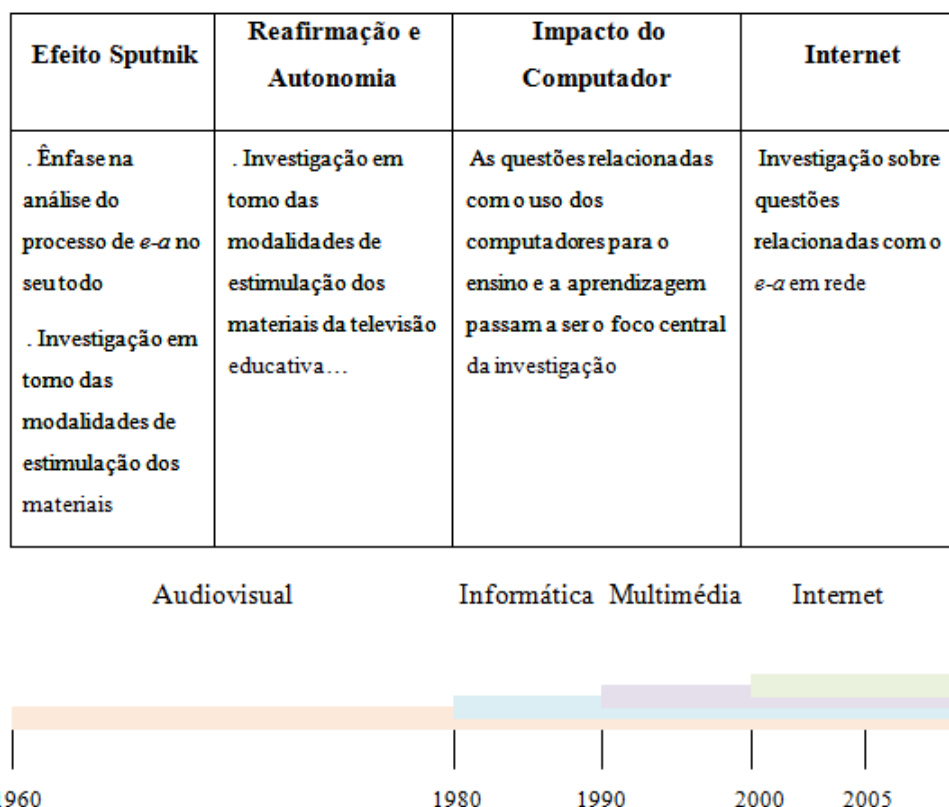 Efeito Sputnik
Reafirmação e
Autonomia
Impacto do
Computador
Internet
. Ênfase na
análise do
processo de e-a no
seu todo
. Investigação em
torno das
modalidades de
estimulação dos
materiais
. Investigação em
torno das
modalidades de
estimulação dos
materiais da televisão
educativa…
As questões relacionadas
com o uso dos
computadores para o
ensino e a aprendizagem
passam a ser o foco central
da investigação
Investigação sobre
questões
relacionadas com o
e-a em rede
Audiovisual Informática Multimédia Internet
1960 1980 1990 2000 2005